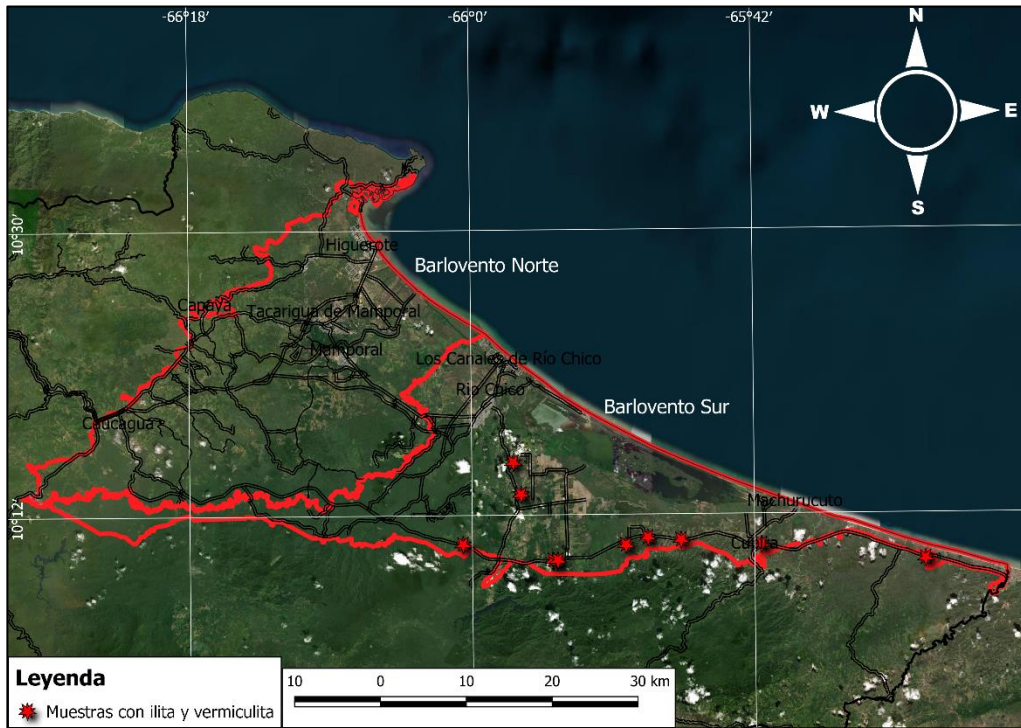 -66°18'
-66°0'
-65°42'
N
W
E
S
10°30'
Higuerote
Barlovento Norte
Capaya
Tacarigua de Mamporal
Mamporal
Los Canales de Río Chico
Río Chico
Barlovento Sur
Caucagua
Machurucuto
10°12'
Cúpira
Leyenda
Muestras con ilita y vermiculita
10 0 10 20 30 km